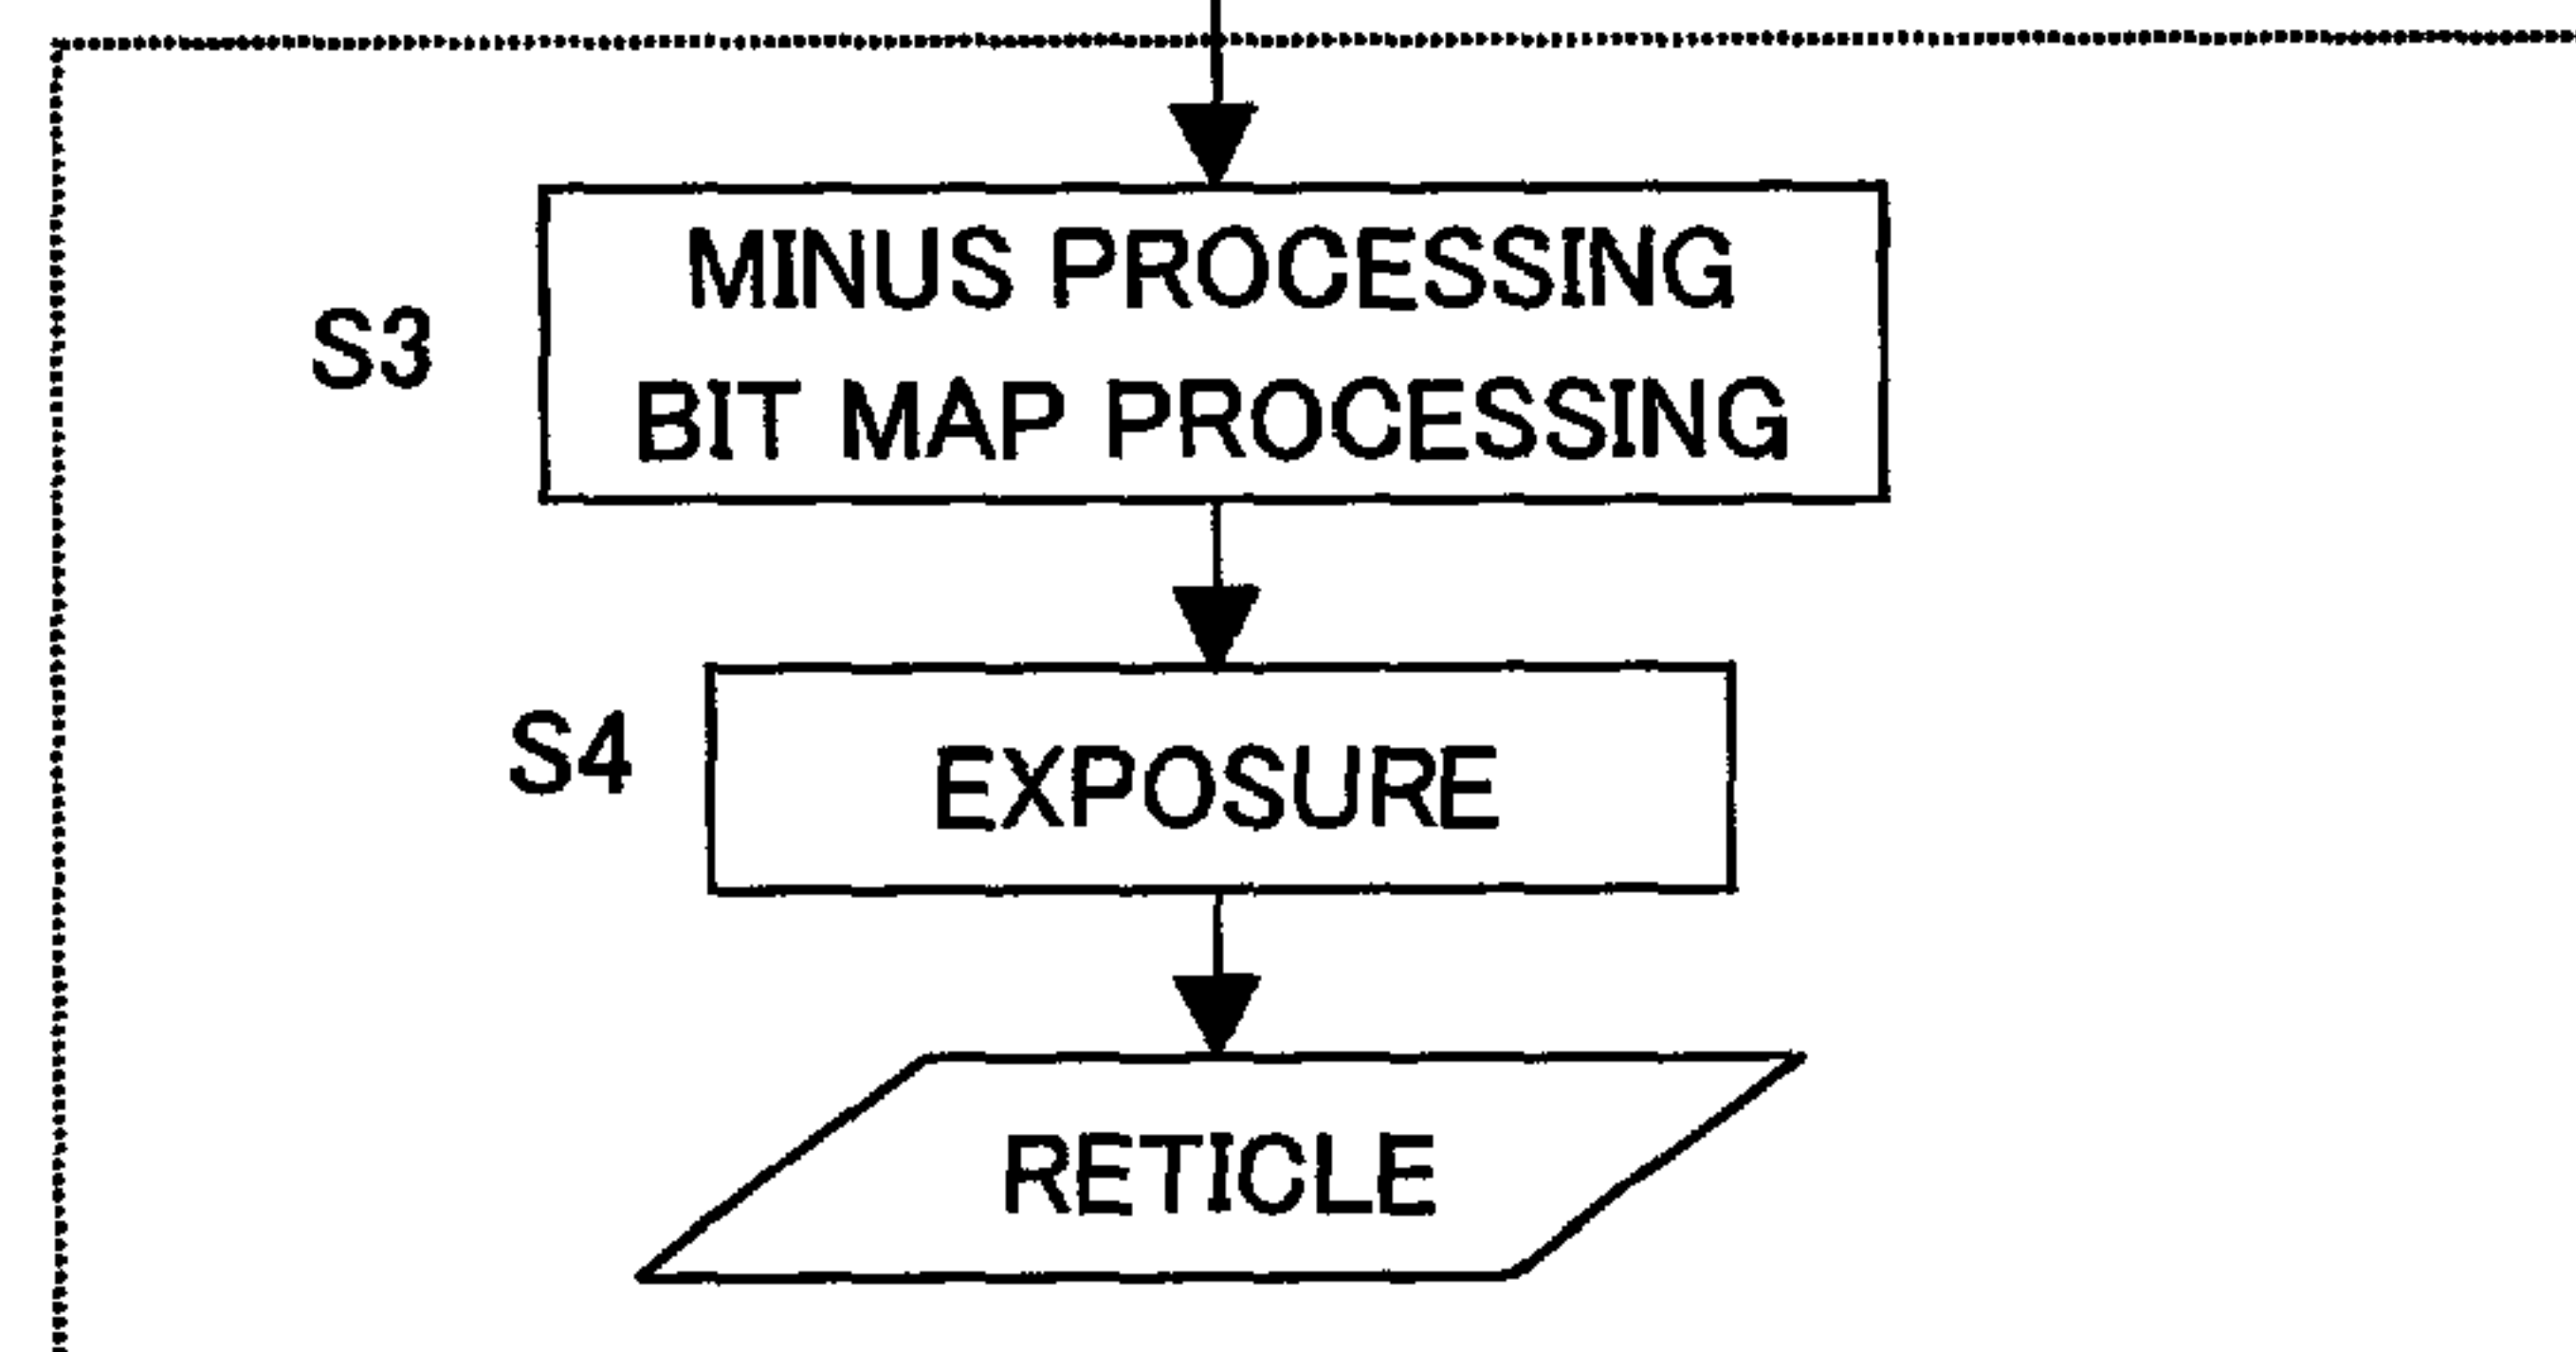 MINUS PROCESSING
S3
BIT MAP PROCESSING
S4
EXPOSURE
RETICLE